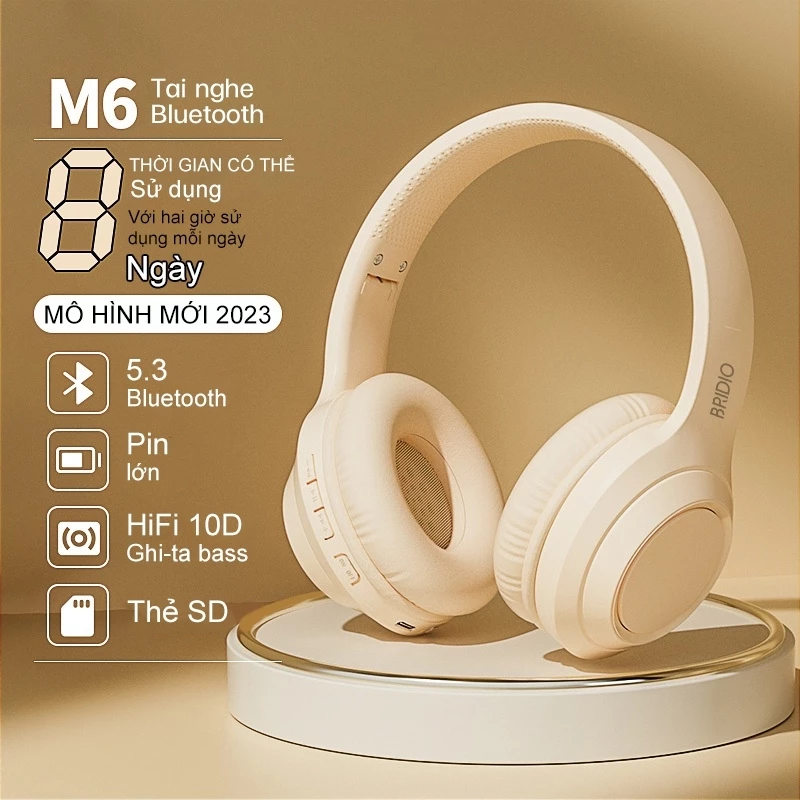 M6 Tai nghe
Bluetooth
8 THỜI GIAN CÓ THỂ
Sử dụng
Với hai giờ sử
dụng mỗi ngày
Ngày
MÔ HÌNH MỚI 2023
5.3
Bluetooth
Pin
lớn
HiFi 10D
Ghi-ta bass
Thẻ SD
BRIDIO